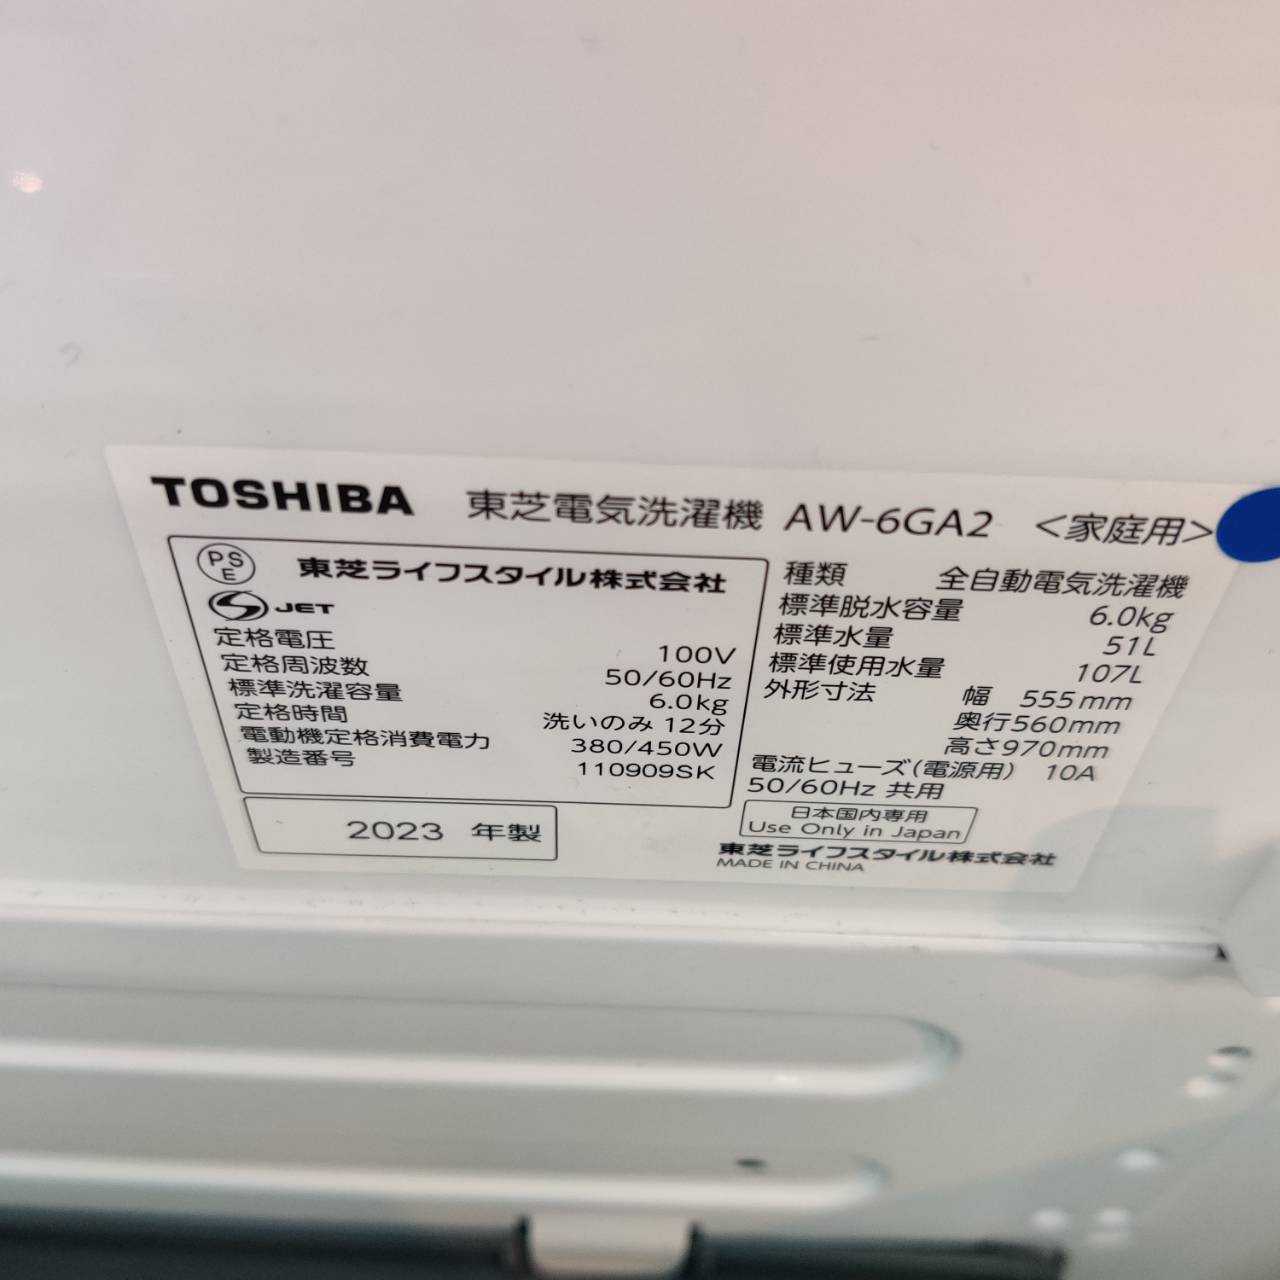 TOSHIBA 東芝電気洗濯機 AW-6GA2 <家庭用>
PSE 東芝ライフスタイル株式会社
S JET
定格電圧 100V
定格周波数 50/60Hz
標準洗濯容量 6.0kg
定格時間 洗いのみ 12分
電動機定格消費電力 380/450W
製造番号 110909SK
2023 年製
種類 全自動電気洗濯機
標準脱水容量 6.0kg
標準水量 51L
標準使用水量 107L
外形寸法 幅 555mm
奥行560mm
高さ970mm
電流ヒューズ(電源用) 10A
50/60Hz 共用
日本国内専用
Use Only in Japan
東芝ライフスタイル株式会社
MADE IN CHINA